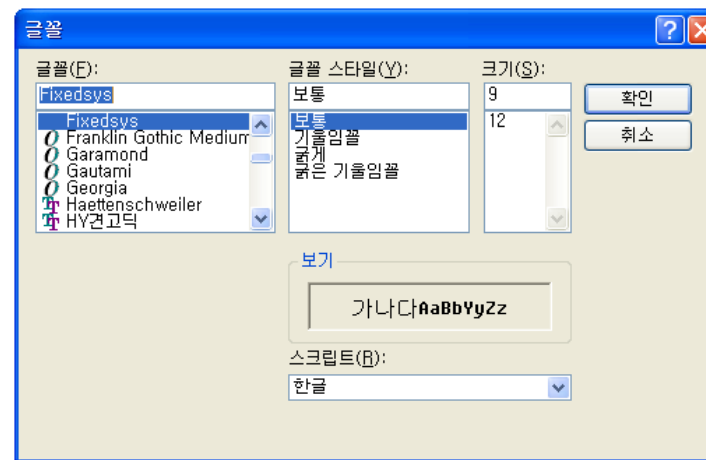 글꼴
글꼴(F):
Fixedsys
Fixedsys
Franklin Gothic Medium
Garamond
Gautami
Georgia
Haettenschweiler
HY견고딕
글꼴 스타일(Y):
보통
보통
기울임꼴
굵게
굵은 기울임꼴
크기(S):
9
12
확인
취소
보기
가나다AaBbYyZz
스크립트(R):
한글